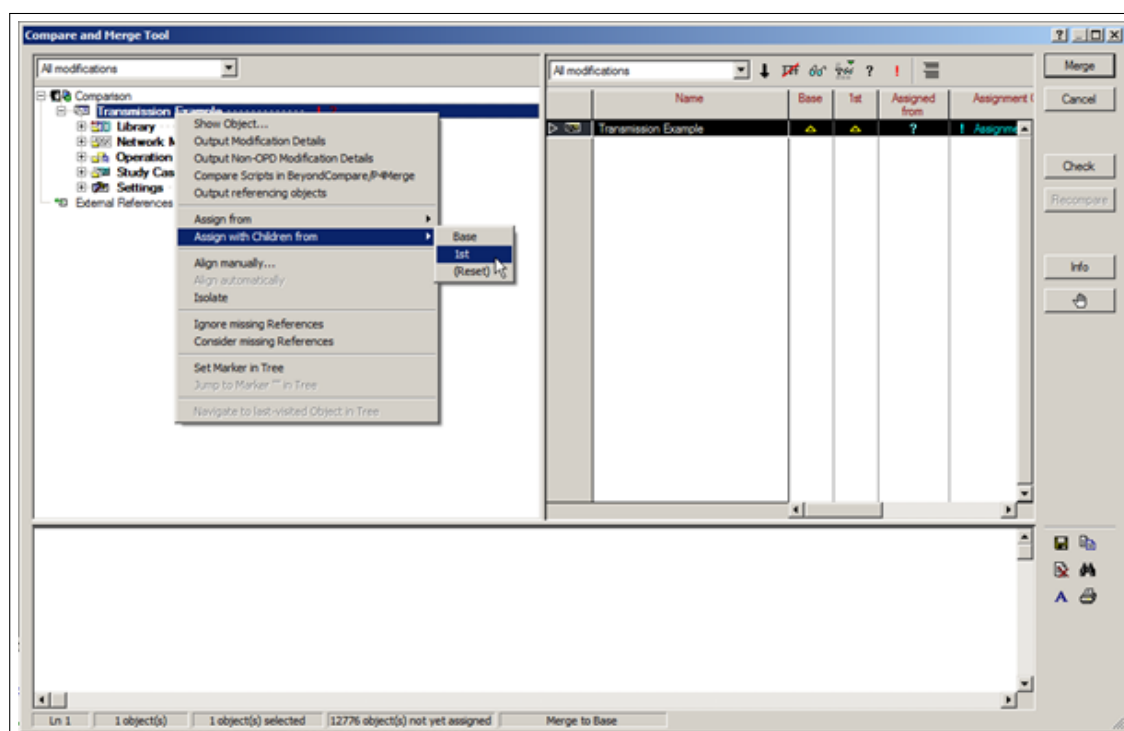 Compare and Merge Tool
All modifications
Comparison
Transmission Example
Library
Network M
Operation
Study Cas
Settings
External References
Show Object...
Output Modification Details
Output Non-OPD Modification Details
Compare Scripts in BeyondCompare/P4Merge
Output referencing objects
Assign from
Assign with Children from
Align manually...
Align automatically
Isolate
Ignore missing References
Consider missing References
Set Marker in Tree
Jump to Marker "" in Tree
Navigate to last-visited Object in Tree
Base
1st
(Reset)
All modifications
? !
Name Base 1st Assigned from Assignment
Transmission Example ? ! Assignme
Merge
Cancel
Check
Recompare
Info
A
Ln 1 1 object(s) 1 object(s) selected 12776 object(s) not yet assigned Merge to Base